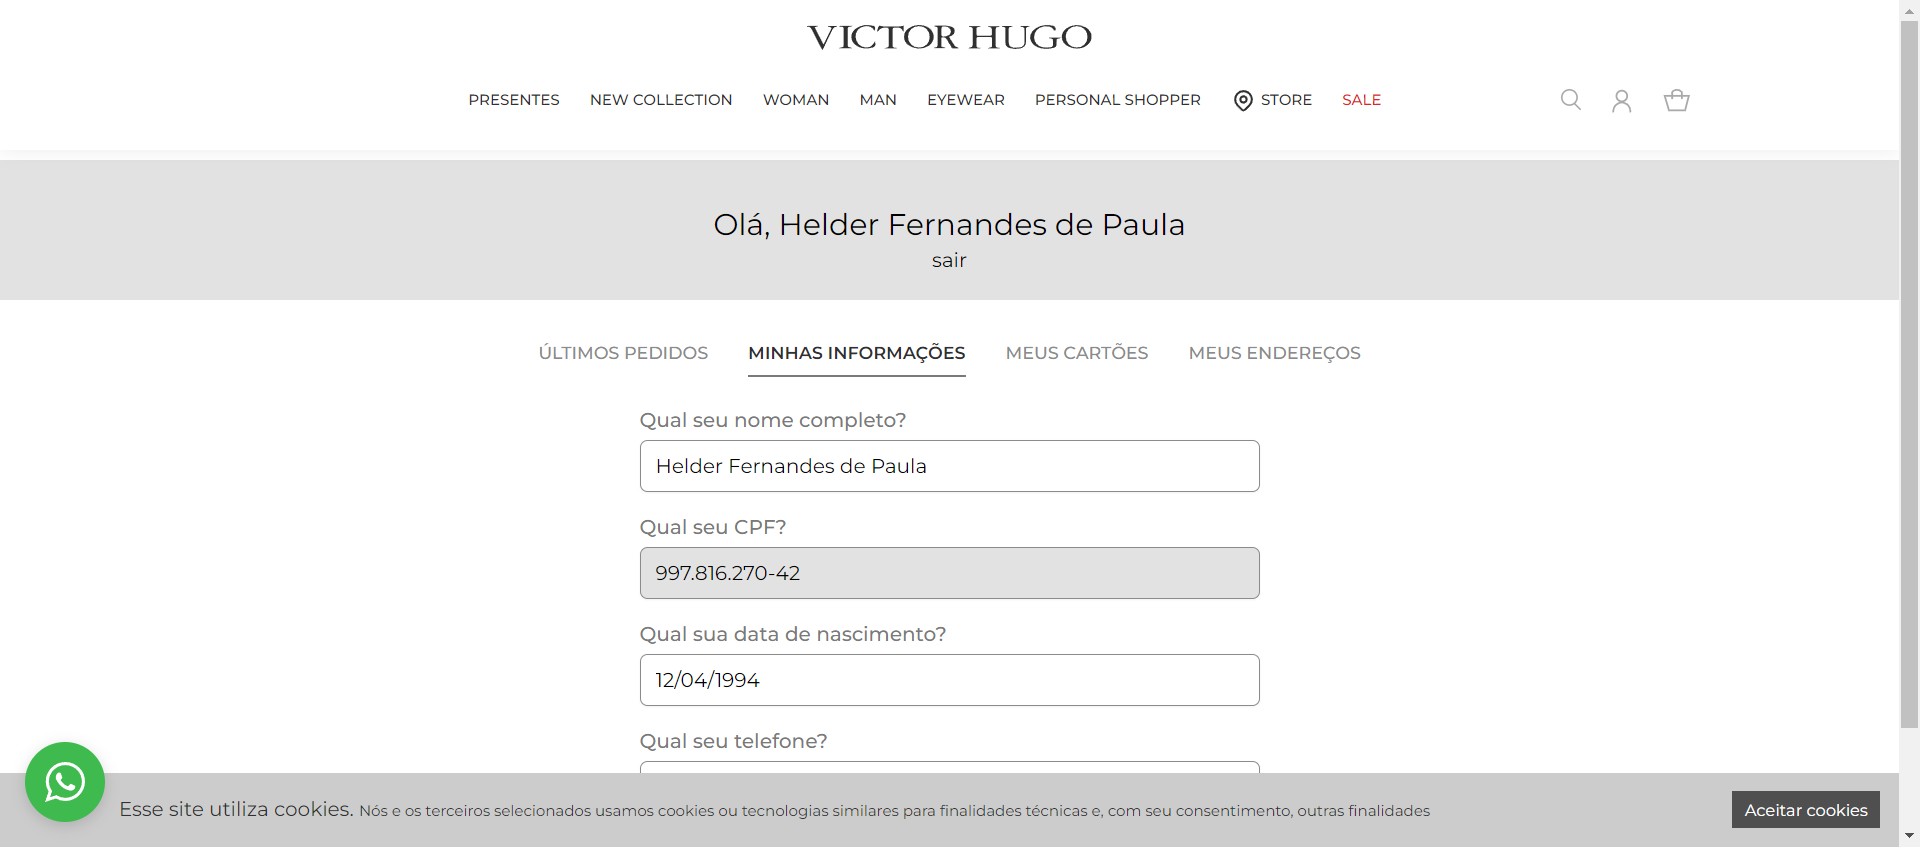 VICTOR HUGO
PRESENTES NEW COLLECTION WOMAN MAN EYEWEAR PERSONAL SHOPPER STORE SALE
Olá, Helder Fernandes de Paula
sair
ÚLTIMOS PEDIDOS MINHAS INFORMAÇÕES MEUS CARTÕES MEUS ENDEREÇOS
Qual seu nome completo?
Helder Fernandes de Paula
Qual seu CPF?
997.816.270-42
Qual sua data de nascimento?
12/04/1994
Qual seu telefone?
Esse site utiliza cookies. Nós e os terceiros selecionados usamos cookies ou tecnologias similares para finalidades técnicas e, com seu consentimento, outras finalidades
Aceitar cookies